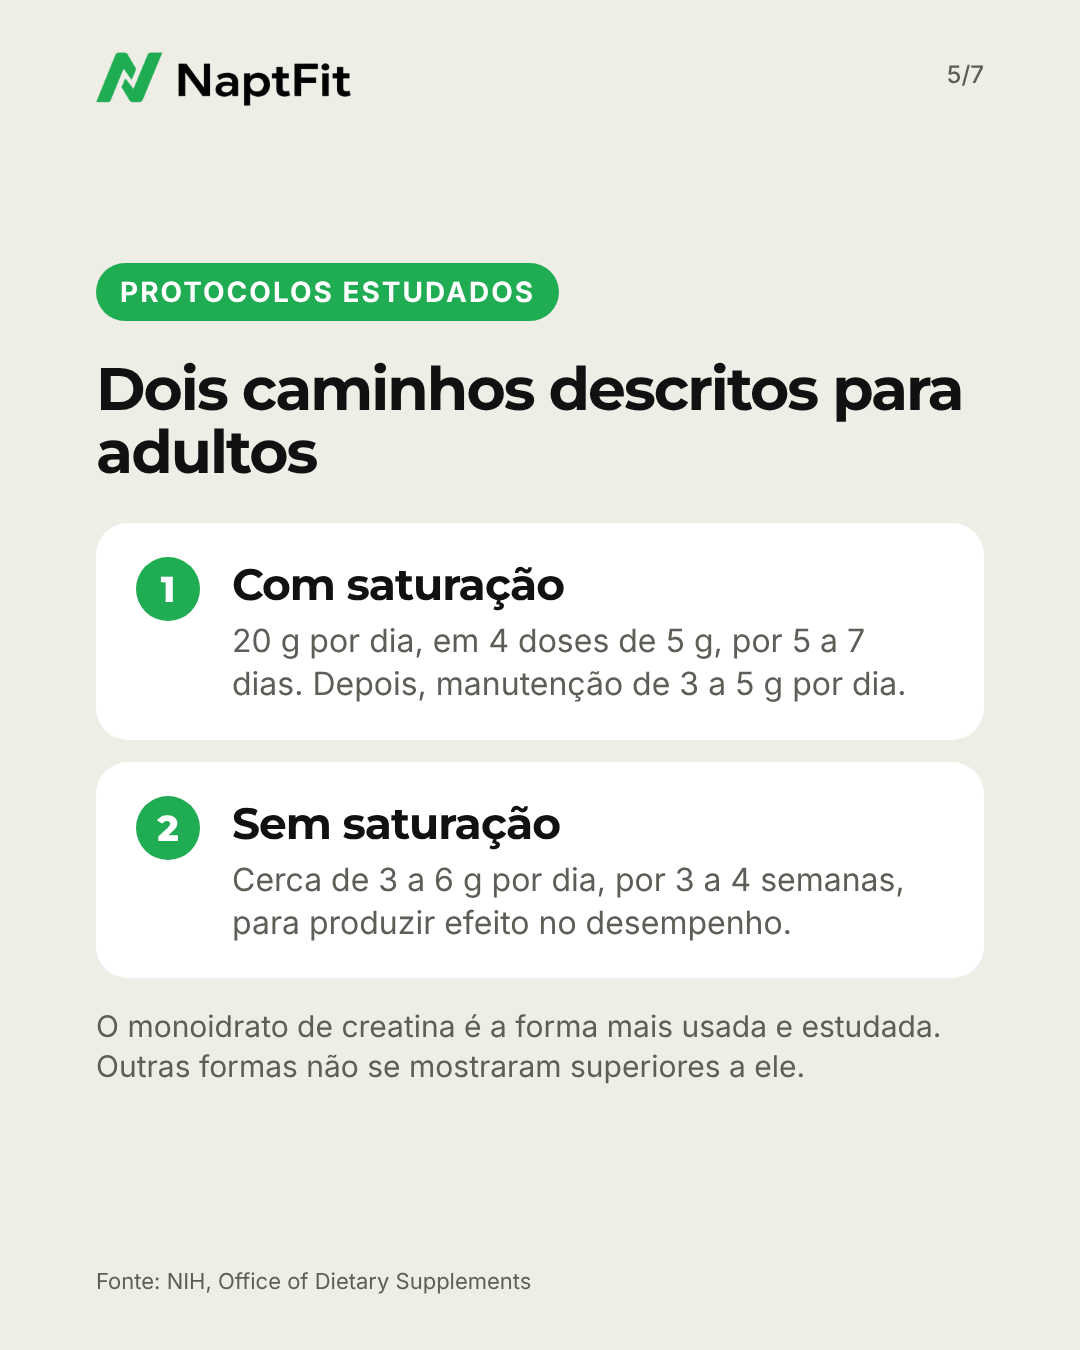 NaptFit
5/7
PROTOCOLOS ESTUDADOS
Dois caminhos descritos para
adultos
1
Com saturação
20 g por dia, em 4 doses de 5 g, por 5 a 7
dias. Depois, manutenção de 3 a 5 g por dia.
2
Sem saturação
Cerca de 3 a 6 g por dia, por 3 a 4 semanas,
para produzir efeito no desempenho.
O monoidrato de creatina é a forma mais usada e estudada.
Outras formas não se mostraram superiores a ele.
Fonte: NIH, Office of Dietary Supplements